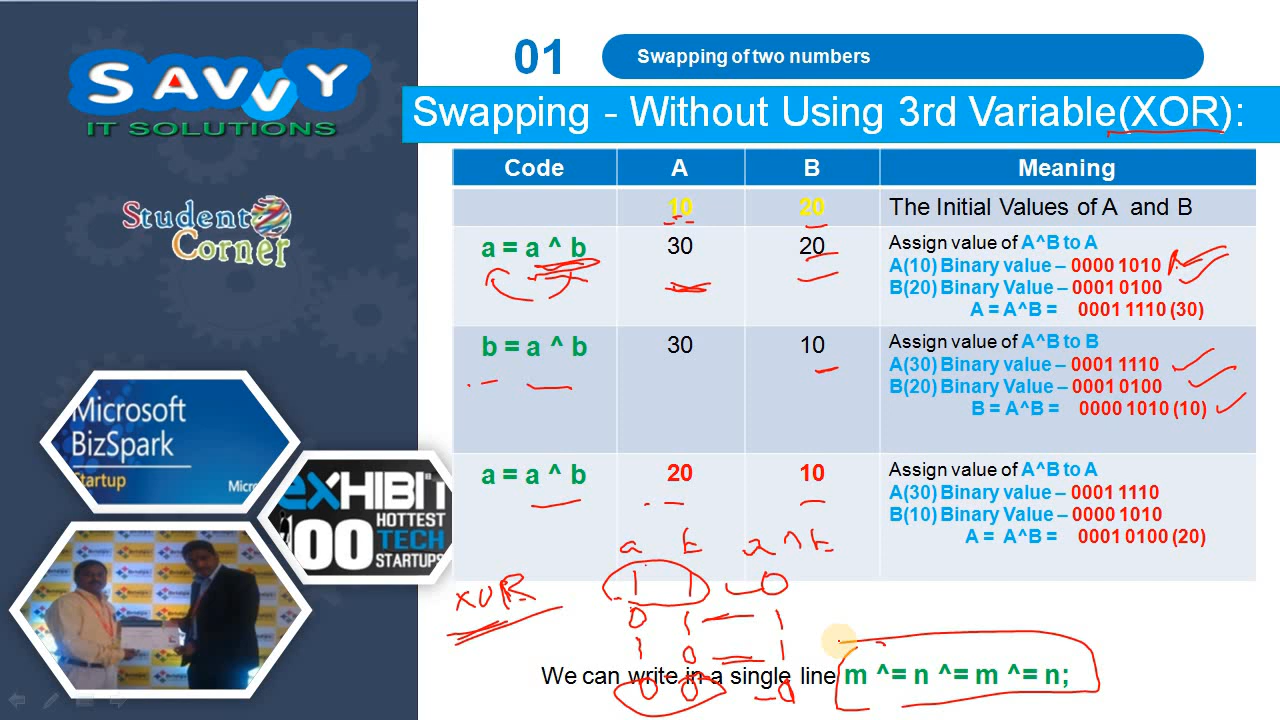 SAVVY
IT SOLUTIONS
Student
Corner
Microsoft
BizSpark
Startup
Micros
eXHIBIT
100 HOTTEST
TECH
STARTUPS
01
Swapping of two numbers
Swapping - Without Using 3rd Variable(XOR):
Code A B Meaning
10 20 The Initial Values of A and B
a = a ^ b 30 20 Assign value of A^B to A
A(10) Binary value – 0000 1010
B(20) Binary Value – 0001 0100
A = A^B = 0001 1110 (30)
b = a ^ b 30 10 Assign value of A^B to B
A(30) Binary value – 0001 1110
B(20) Binary Value – 0001 0100
B = A^B = 0000 1010 (10)
a = a ^ b 20 10 Assign value of A^B to A
A(30) Binary value – 0001 1110
B(10) Binary Value – 0000 1010
A = A^B = 0001 0100 (20)
a b a ^ b
1 1 0
XOR
0 1 1
1 0 1
We can write in a single line m ^= n ^= m ^= n;
0 0 0